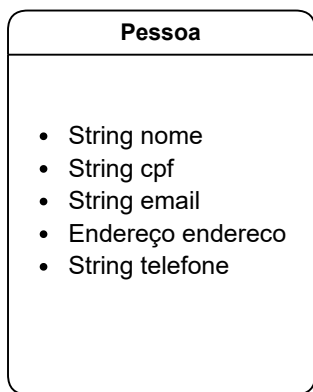 Pessoa
String nome
String cpf
String email
Endereço endereco
String telefone